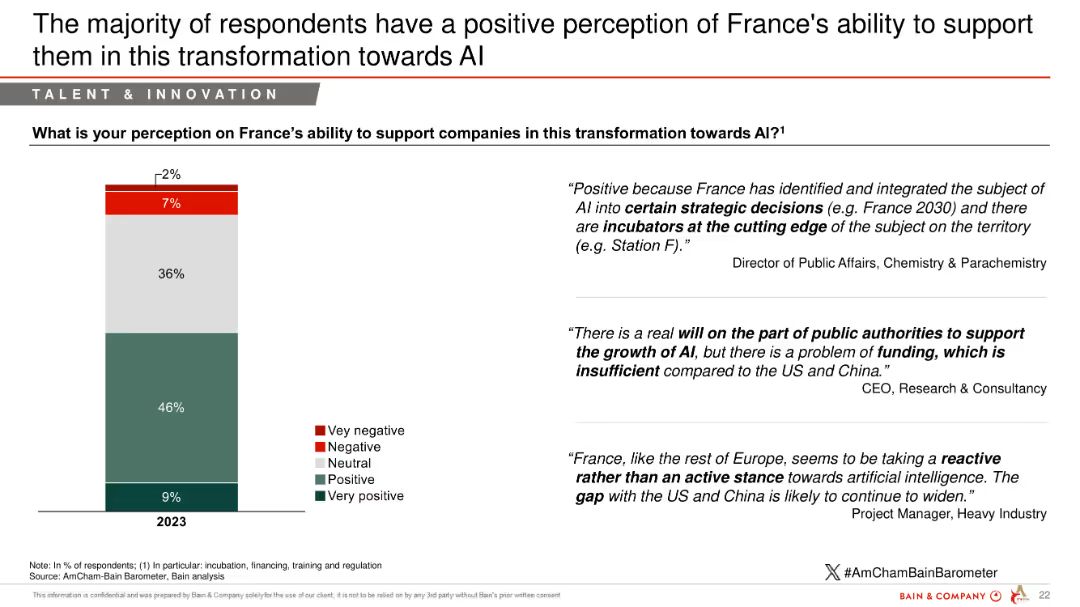 The majority of respondents have a positive perception of France's ability to support
them in this transformation towards AI
TALENT & INNOVATION
What is your perception on France's ability to support companies in this transformation towards AI?1
2%
7%
36%
46%
9%
2023
Vey negative
Negative
Neutral
Positive
Very positive
“Positive because France has identified and integrated the subject of
AI into certain strategic decisions (e.g. France 2030) and there
are incubators at the cutting edge of the subject on the territory
(e.g. Station F).”
Director of Public Affairs, Chemistry & Parachemistry
“There is a real will on the part of public authorities to support
the growth of AI, but there is a problem of funding, which is
insufficient compared to the US and China.”
CEO, Research & Consultancy
“France, like the rest of Europe, seems to be taking a reactive
rather than an active stance towards artificial intelligence. The
gap with the US and China is likely to continue to widen.”
Project Manager, Heavy Industry
Note: In % of respondents; (1) In particular: incubation, financing, training and regulation
Source: AmCham-Bain Barometer, Bain analysis
#AmChamBainBarometer
This information is confidential and was prepared by Bain & Company solely for the use of our client; it is not to be relied on by any 3rd party without Bain's prior written consent
BAIN & COMPANY
22